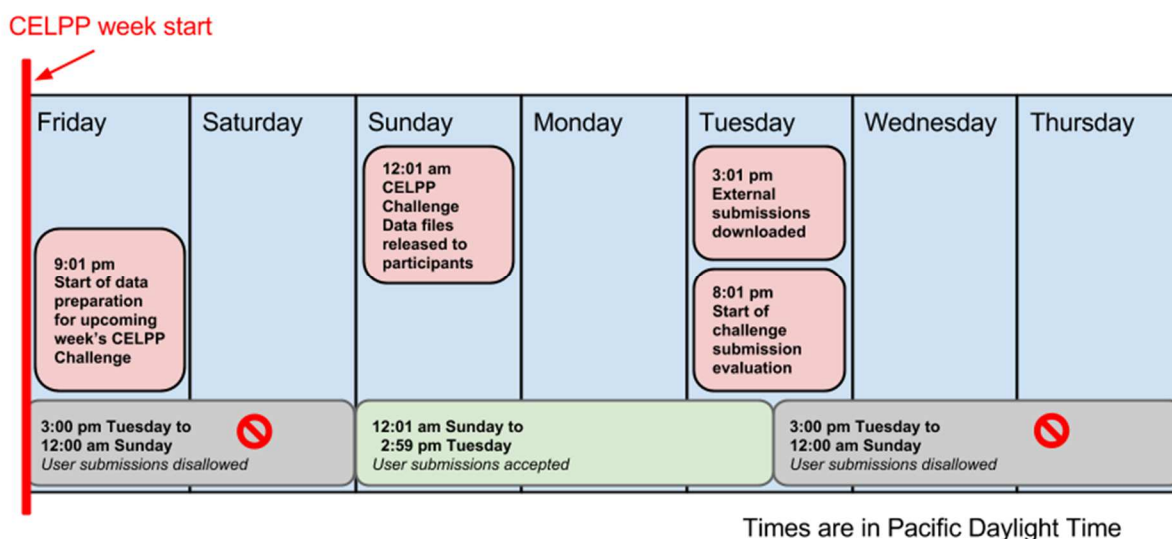 CELPP week start
Friday
Saturday
Sunday
Monday
Tuesday
Wednesday
Thursday
9:01 pm
Start of data
preparation
for upcoming
week's CELPP
Challenge
12:01 am
CELPP
Challenge
Data files
released to
participants
3:01 pm
External
submissions
downloaded
8:01 pm
Start of
challenge
submission
evaluation
3:00 pm Tuesday to
12:00 am Sunday
User submissions disallowed
12:01 am Sunday to
2:59 pm Tuesday
User submissions accepted
3:00 pm Tuesday to
12:00 am Sunday
User submissions disallowed
Times are in Pacific Daylight Time